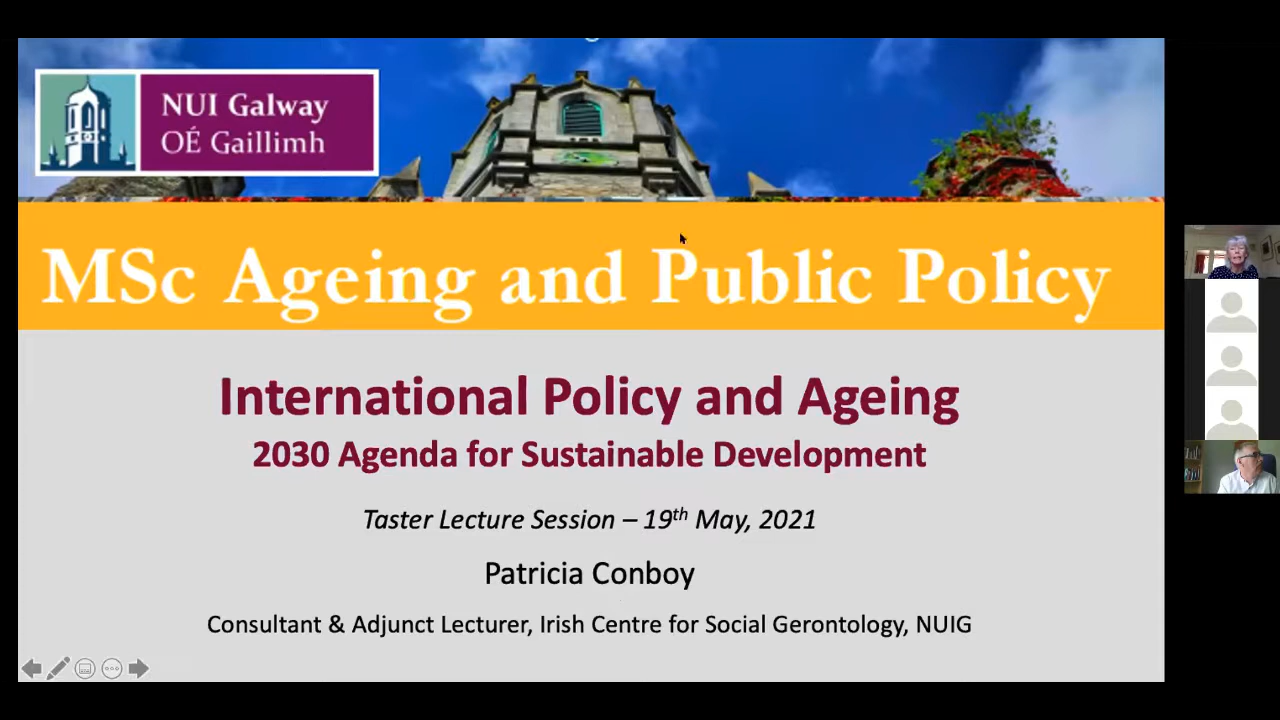 NUI Galway
OÉ Gaillimh
MSc Ageing and Public Policy
International Policy and Ageing
2030 Agenda for Sustainable Development
Taster Lecture Session – 19th May, 2021
Patricia Conboy
Consultant & Adjunct Lecturer, Irish Centre for Social Gerontology, NUIG